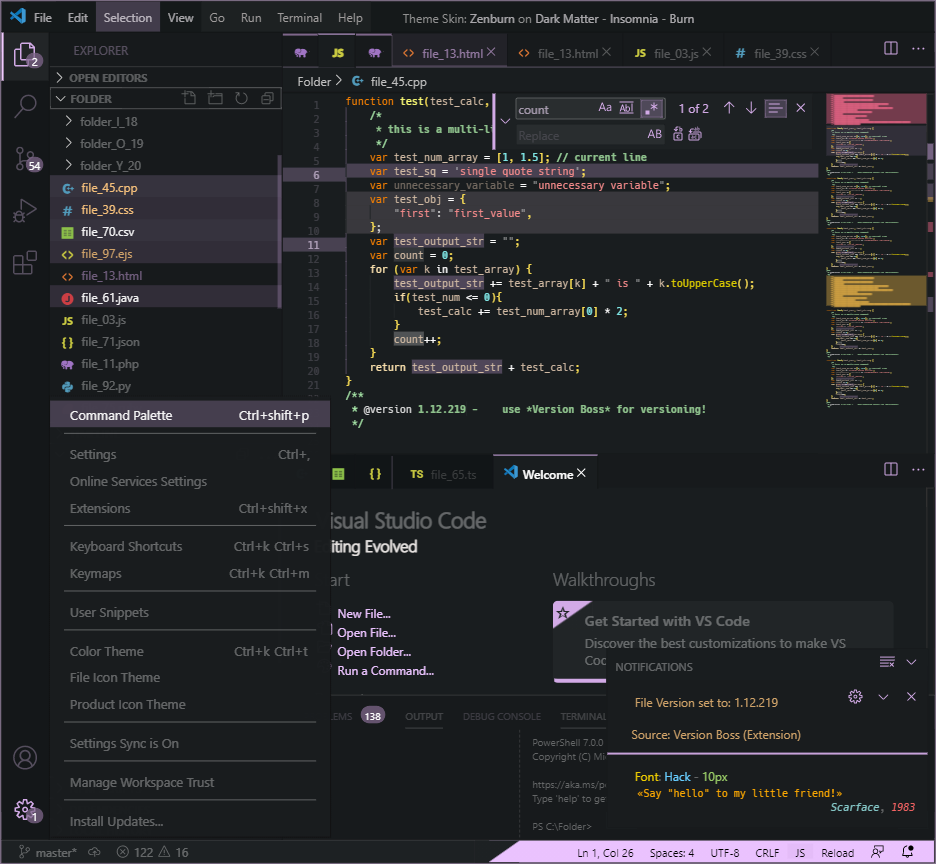 File Edit Selection View Go Run Terminal Help Theme Skin: Zenburn on Dark Matter - Insomnia - Burn
2
EXPLORER
JS
file_13.html
file_13.html
JS file_03.js
# file_39.css
OPEN EDITORS
FOLDER
folder_I_18
folder_O_19
folder_Y_20
file_45.cpp
# file_39.css
file_70.csv
file_97.ejs
file_13.html
file_61.java
JS file_03.js
{} file_71.json
file_11.php
file_92.py
54
Folder > file_45.cpp
count Aa Abl .* 1 of 2
Replace AB
1 function test(test_calc,
2 /*
3 * this is a multi-li
4 */
5 var test_num_array = [1, 1.5]; // current line
6 var test_sq = 'single quote string';
7 var unnecessary_variable = "unnecessary variable";
8 var test_obj = {
9 "first": "first_value",
10 };
11 var test_output_str = "";
12 var count = 0;
13 for (var k in test_array) {
14 test_output_str += test_array[k] + " is " + k.toUpperCase();
15 if(test_num <= 0){
16 test_calc += test_num_array[0] * 2;
17 }
18 count++;
19 }
20 return test_output_str + test_calc;
21 }
/**
* @version 1.12.219 - use *Version Boss* for versioning!
*/
Command Palette Ctrl+shift+p
Settings Ctrl+,
Online Services Settings
Extensions Ctrl+shift+x
Keyboard Shortcuts Ctrl+k Ctrl+s
Keymaps Ctrl+k Ctrl+m
User Snippets
Color Theme Ctrl+k Ctrl+t
File Icon Theme
Product Icon Theme
Settings Sync is On
Manage Workspace Trust
Install Updates...
1
{} TS file_65.ts Welcome
isual Studio Code
iting Evolved
art
New File...
Open File...
Open Folder...
Run a Command...
Walkthroughs
Get Started with VS Code
Discover the best customizations to make VS
Coc
NOTIFICATIONS
File Version set to: 1.12.219
Source: Version Boss (Extension)
Font: Hack - 10px
«Say "hello" to my little friend!»
Scarface, 1983
EMS 138 OUTPUT DEBUG CONSOLE TERMINAL
PowerShell 7.0.0
Copyright (C) Mi
https://aka.ms/p
Type 'help' to ge
PS C:\Folder>
master* 122 16
Ln 1, Col 26 Spaces: 4 UTF-8 CRLF JS Reload